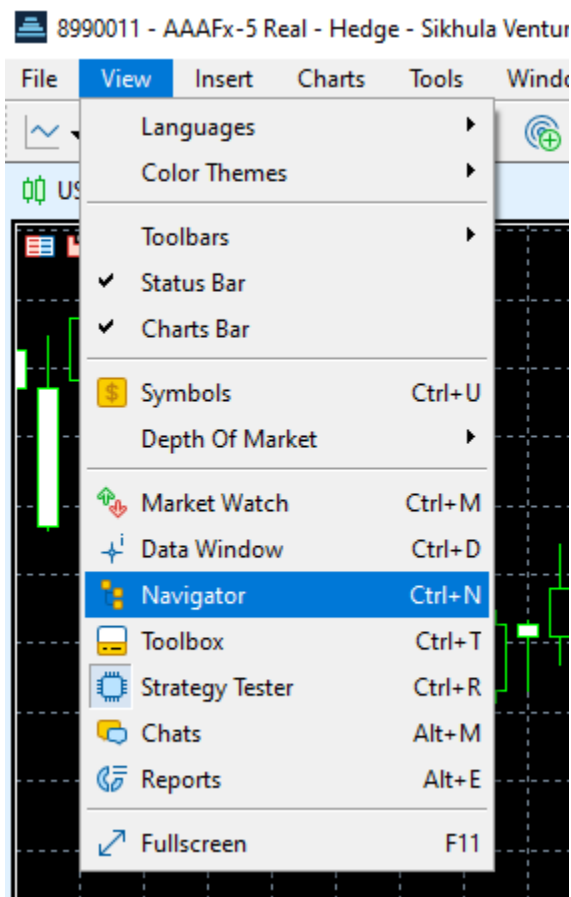 8990011 - AAAFx-5 Real - Hedge - Sikhula
File View Insert Charts Tools
Languages
Color Themes
Toolbars
Status Bar
Charts Bar
Symbols Ctrl+U
Depth Of Market
Market Watch Ctrl+M
Data Window Ctrl+D
Navigator Ctrl+N
Toolbox Ctrl+T
Strategy Tester Ctrl+R
Chats Alt+M
Reports Alt+E
Fullscreen F11